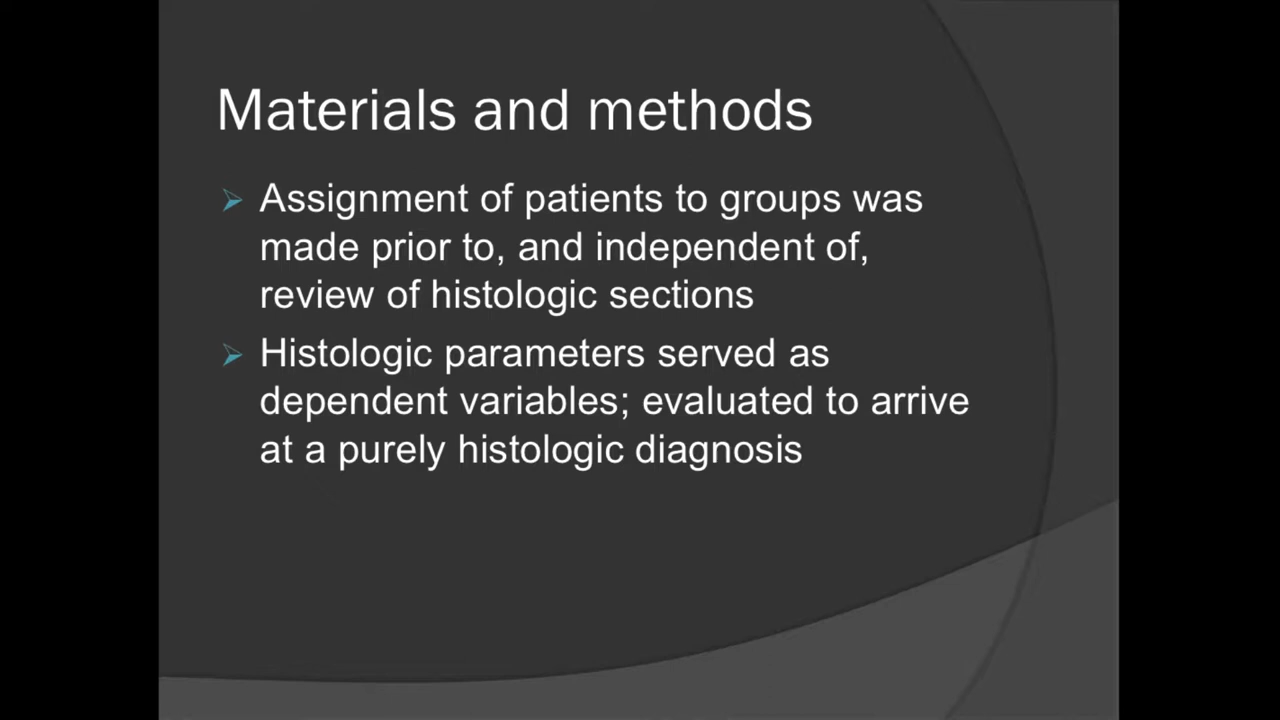 Materials and methods
Assignment of patients to groups was
made prior to, and independent of,
review of histologic sections
Histologic parameters served as
dependent variables; evaluated to arrive
at a purely histologic diagnosis